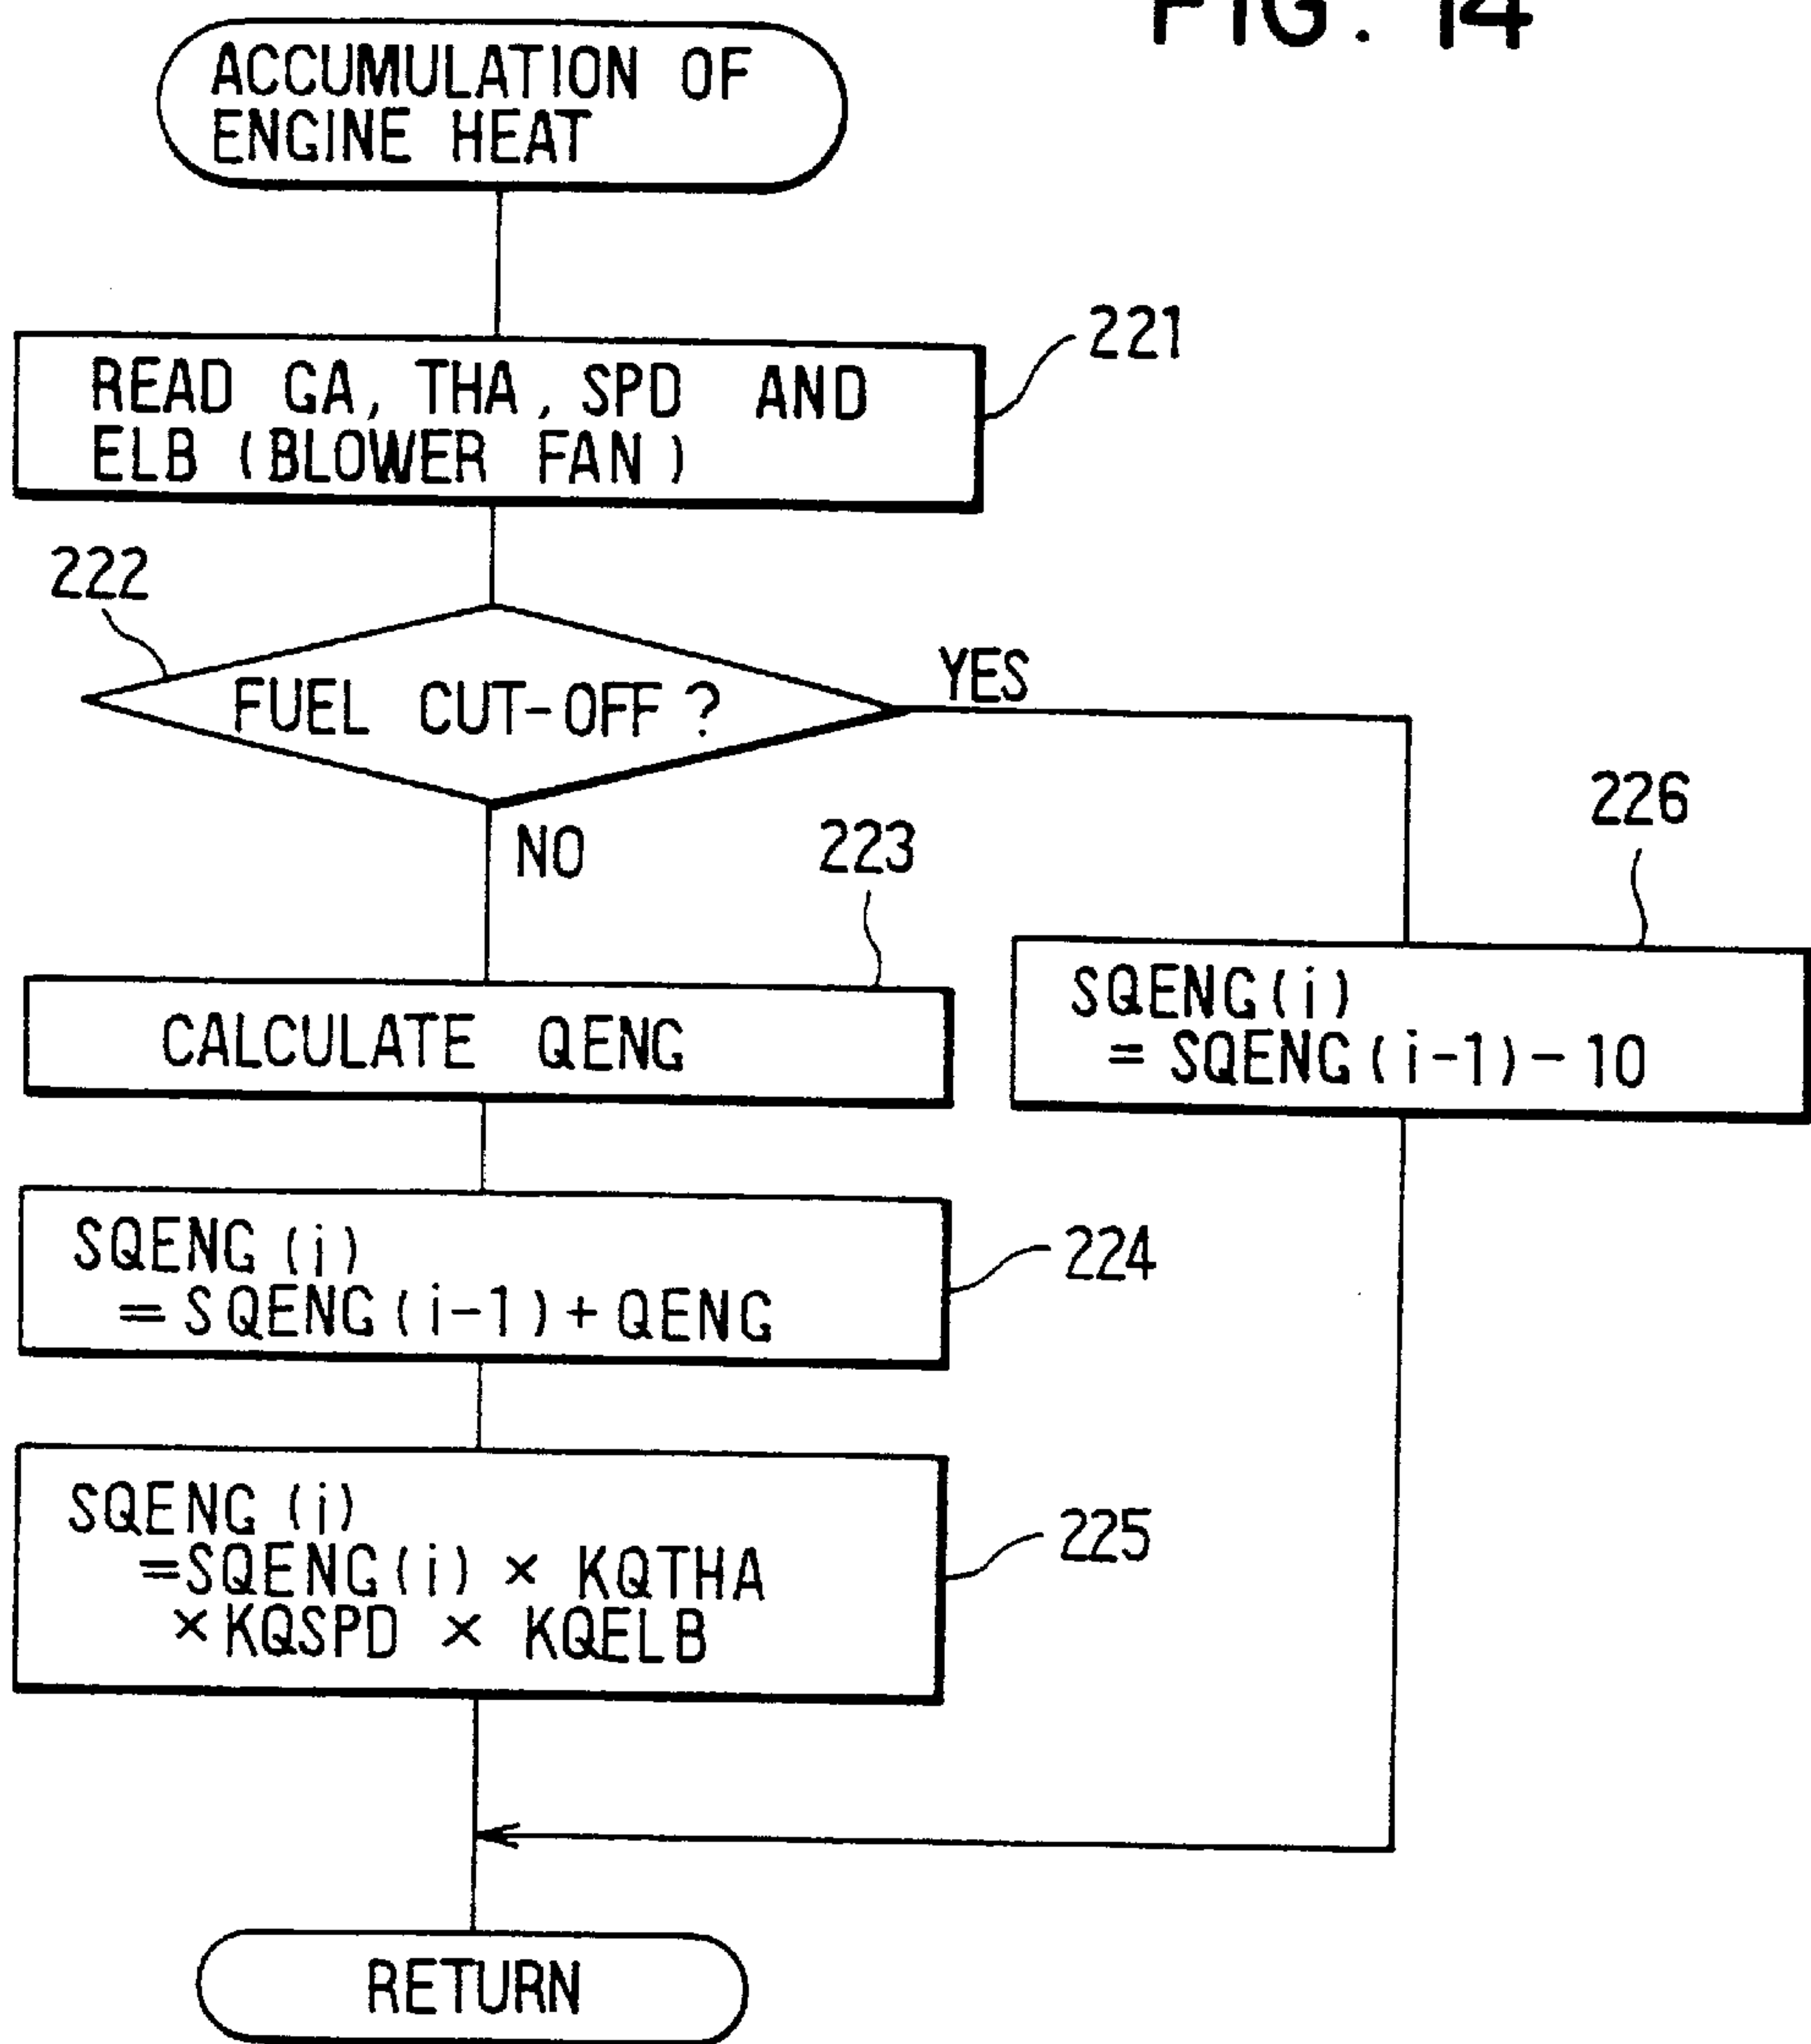 FIG. 14
ACCUMULATION OF
ENGINE HEAT
221
READ GA, THA, SPD AND
ELB (BLOWER FAN)
222
FUEL CUT-OFF ?
YES
NO
223
226
CALCULATE QENG
SQENG(i)
= SQENG(i-1) - 10
SQENG (i)
= SQENG(i-1) + QENG
224
SQENG (i)
=SQENG(i) × KQTHA
× KQSPD × KQELB
225
RETURN